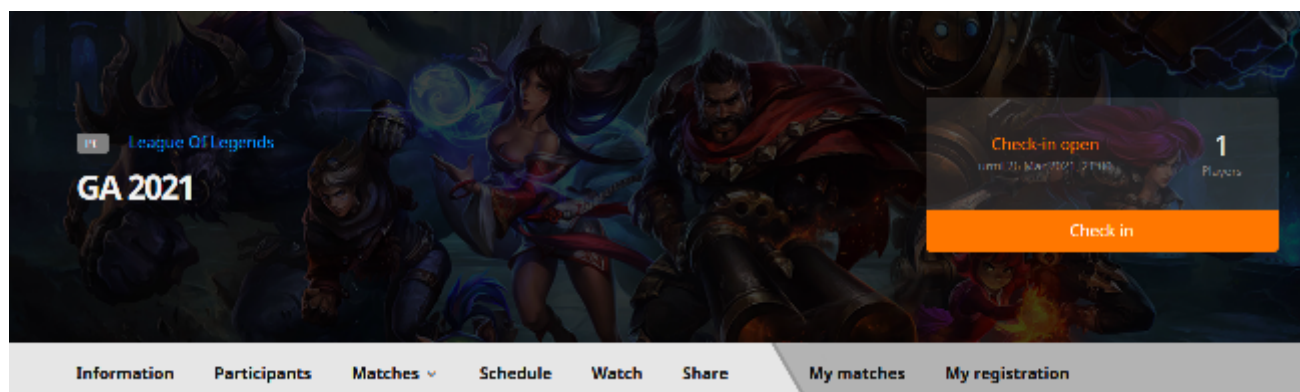 League Of Legends
GA 2021
Check-in open
1
Players
Check in
Information Participants Matches Schedule Watch Share My matches My registration